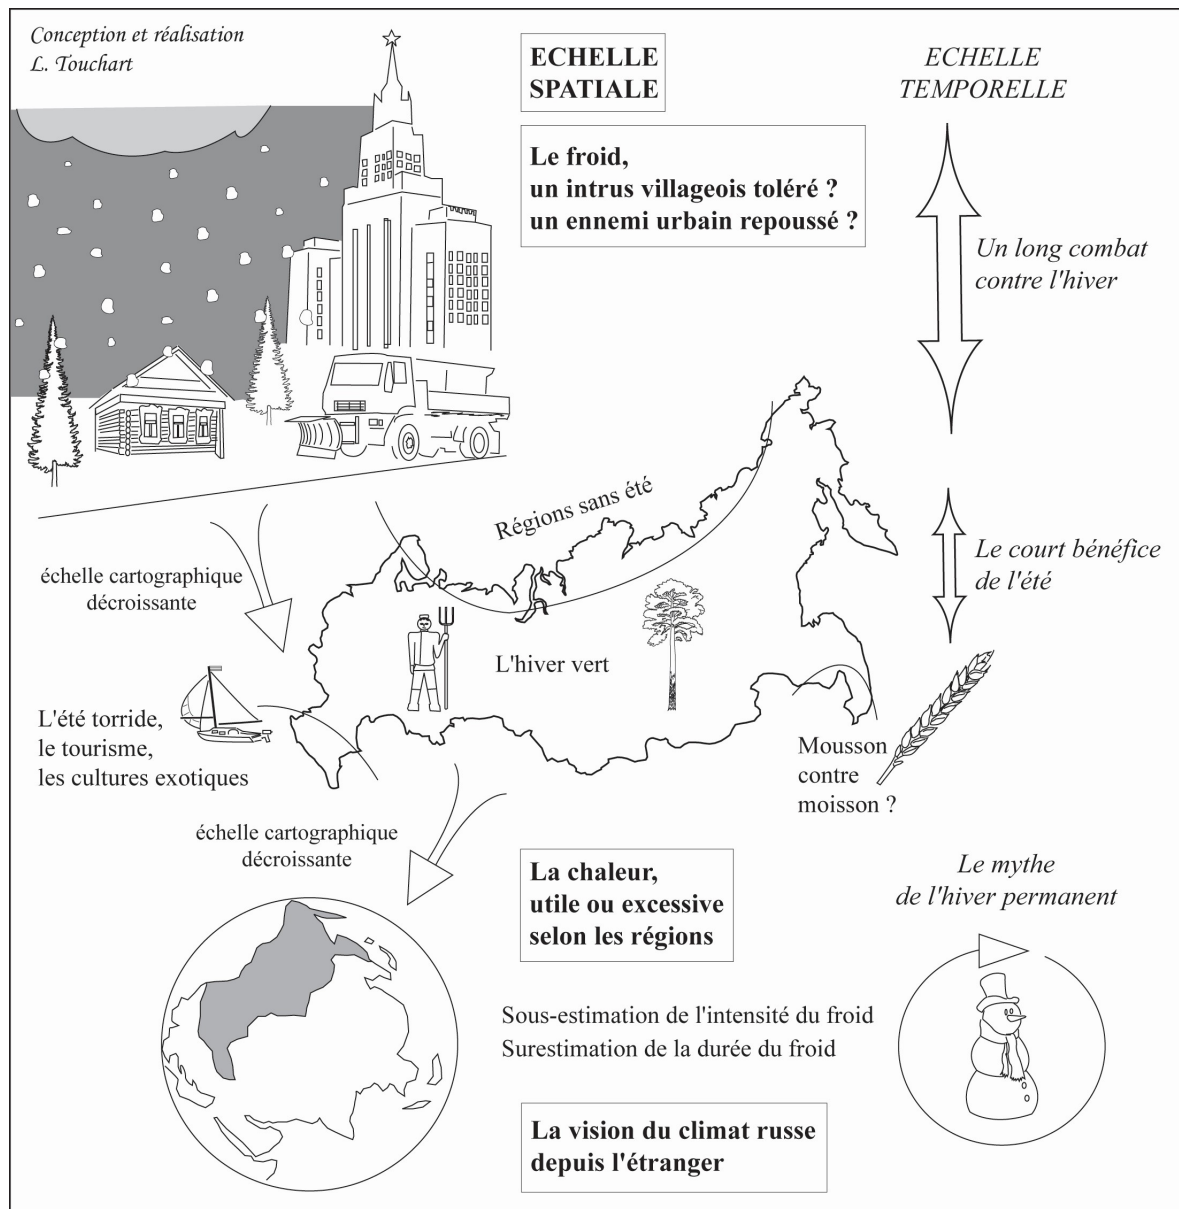 Conception et réalisation
L. Touchart
ECHELLE
SPATIALE
ECHELLE
TEMPORELLE
Le froid,
un intrus villageois toléré ?
un ennemi urbain repoussé ?
Un long combat
contre l'hiver
Régions sans été
échelle cartographique
décroissante
Le court bénéfice
de l'été
L'hiver vert
L'été torride,
le tourisme,
les cultures exotiques
Mousson
contre
moisson ?
échelle cartographique
décroissante
La chaleur,
utile ou excessive
selon les régions
Le mythe
de l'hiver permanent
Sous-estimation de l'intensité du froid
Surestimation de la durée du froid
La vision du climat russe
depuis l'étranger